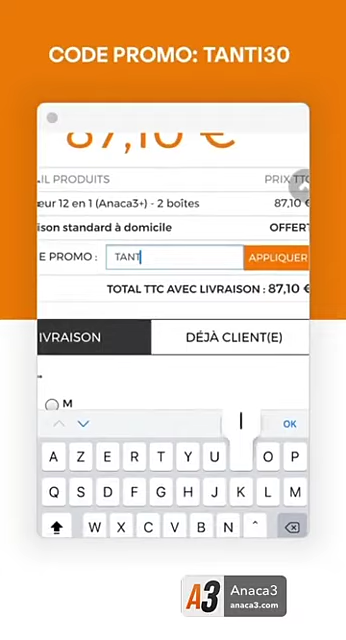 CODE PROMO: TANTI30
87,10 €
IL PRODUITS PRIX TTC
eur 12 en 1 (Anaca3+) - 2 boîtes 87,10 €
ison standard à domicile OFFERT
E PROMO : TANT APPLIQUER
TOTAL TTC AVEC LIVRAISON : 87,10 €
IVRAISON DÉJÀ CLIENT(E)
M
I OK
A Z E R T Y U O P
Q S D F G H J K L M
W X C V B N ^
A3 Anaca3
anaca3.com